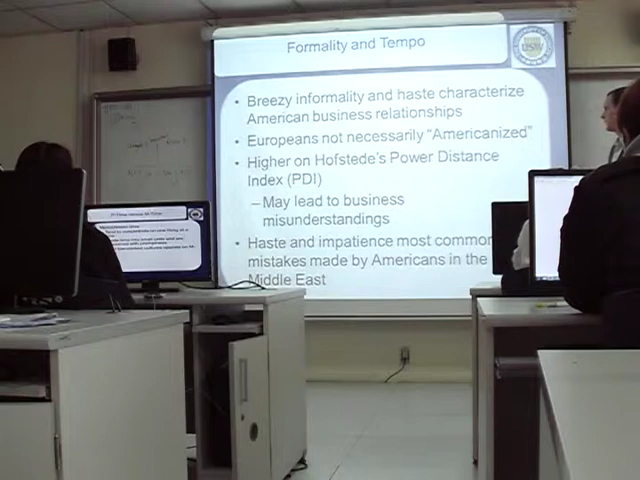 Formality and Tempo
• Breezy informality and haste characterize
American business relationships
• Europeans not necessarily “Americanized”
• Higher on Hofstede's Power Distance
Index (PDI)
– May lead to business
misunderstandings
• Haste and impatience most common
mistakes made by Americans in the
Middle East